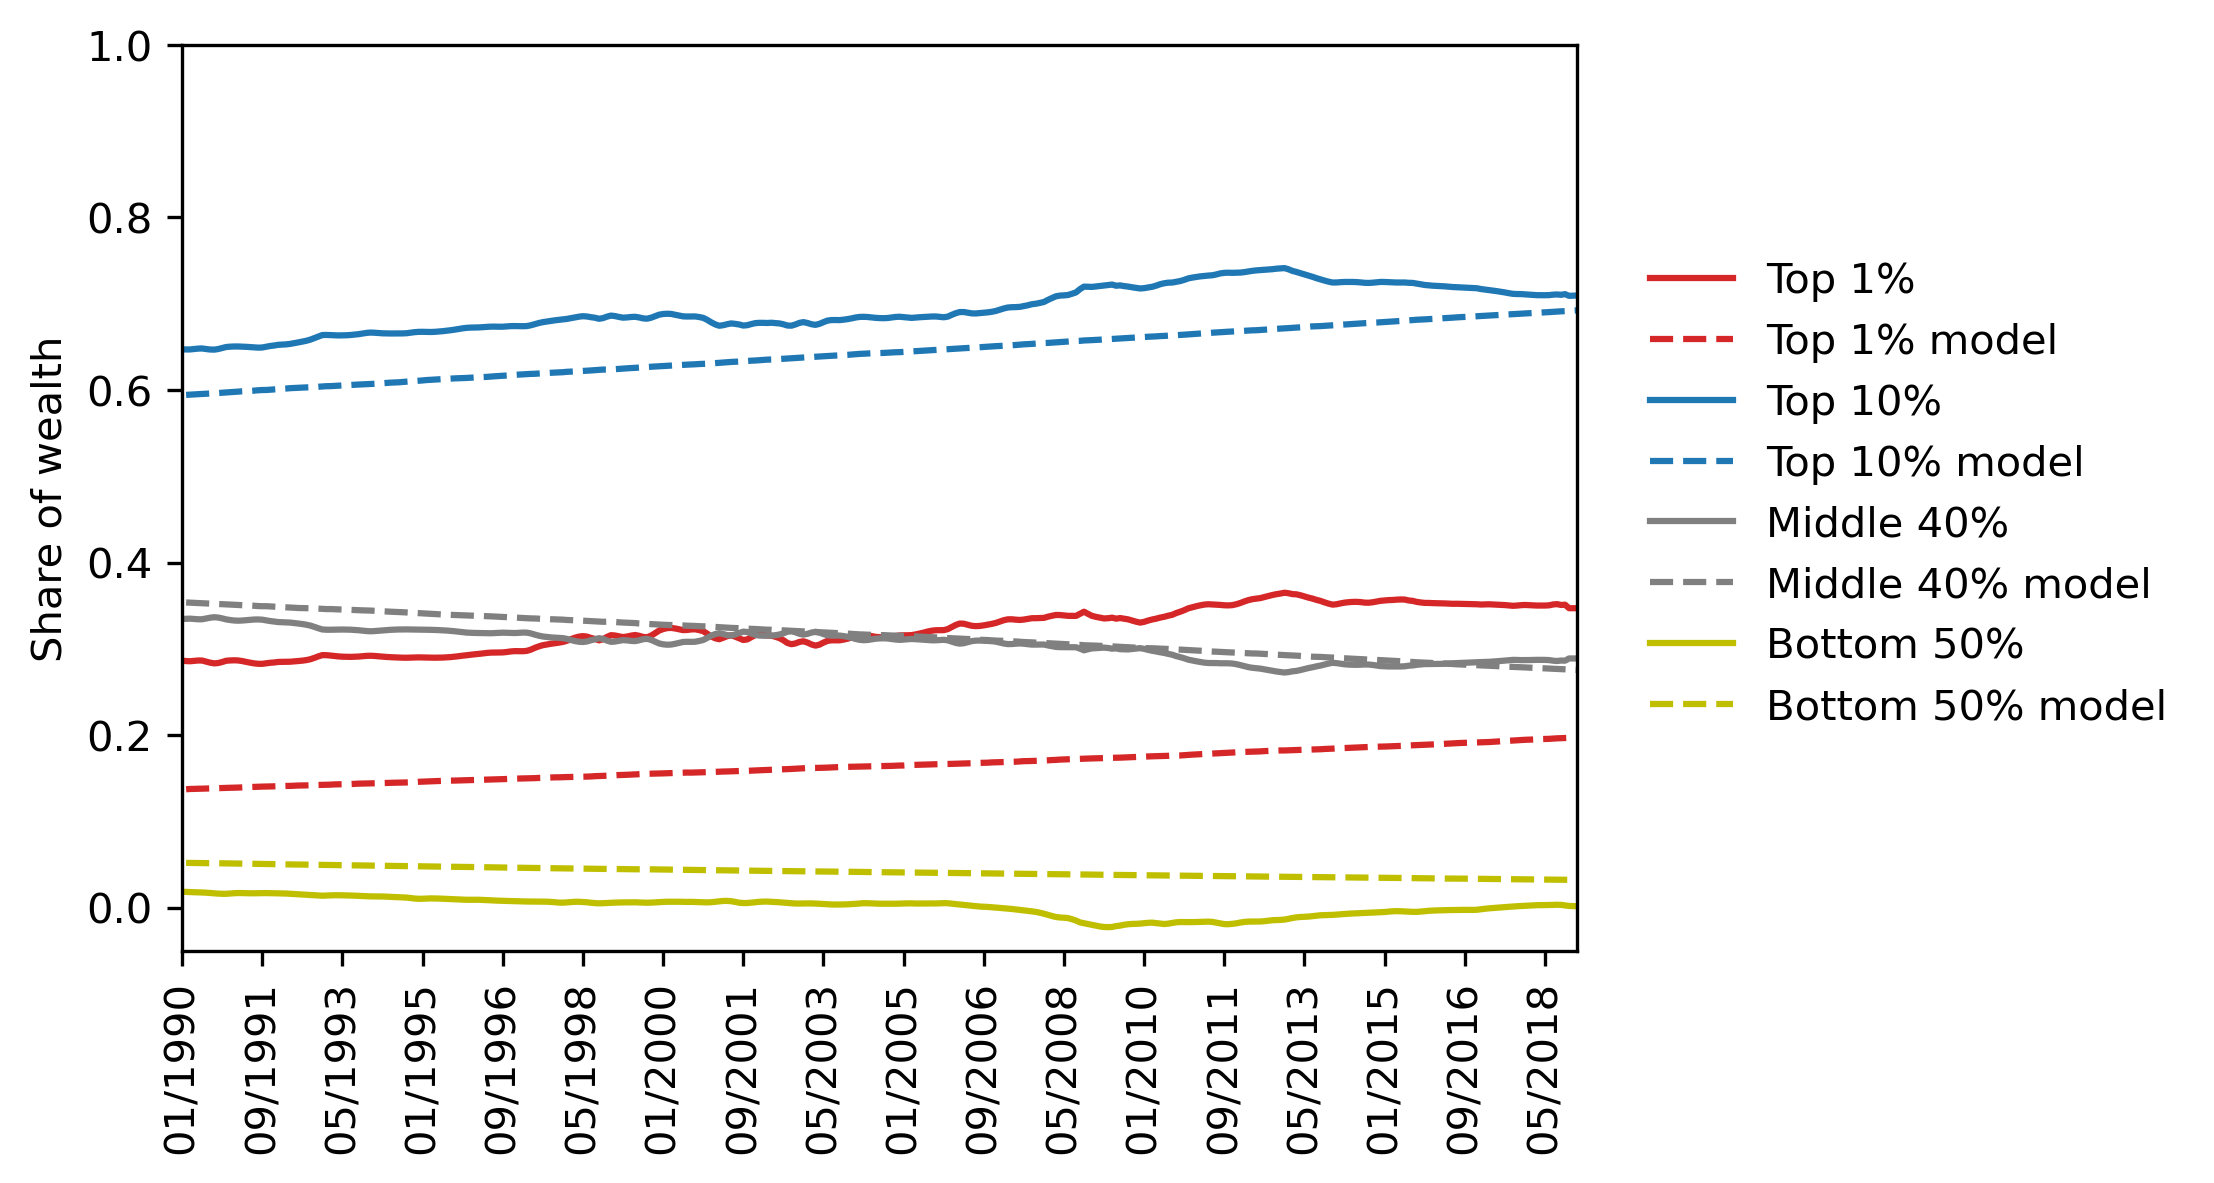 Share of wealth
1.0
0.8
0.6
0.4
0.2
0.0
01/1990
09/1991
05/1993
01/1995
09/1996
05/1998
01/2000
09/2001
05/2003
01/2005
09/2006
05/2008
01/2010
09/2011
05/2013
01/2015
09/2016
05/2018
Top 1%
Top 1% model
Top 10%
Top 10% model
Middle 40%
Middle 40% model
Bottom 50%
Bottom 50% model